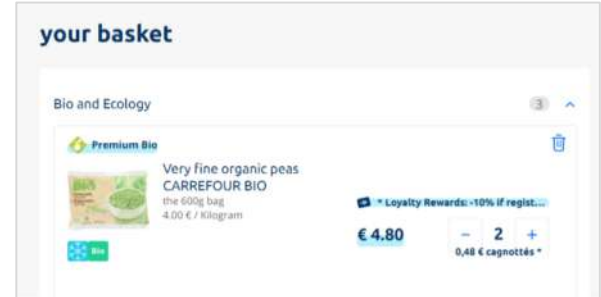 your basket
Bio and Ecology
3
Premium Bio
Very fine organic peas
CARREFOUR BIO
the 600g bag
4.00 € / Kilogram
* Loyalty Rewards: -10% if regist...
€ 4.80
- 2 +
0,48 € cagnottés *
Bio